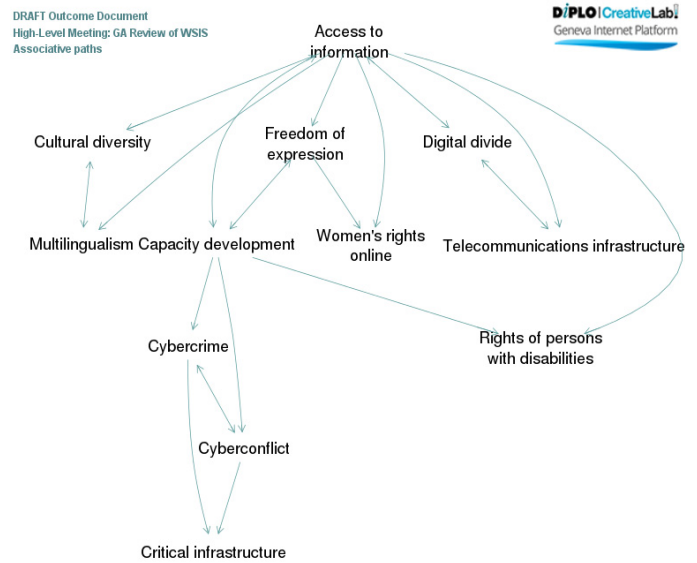 DRAFT Outcome Document
High-Level Meeting: GA Review of WSIS
Associative paths
DiPLO|CreativeLab!
Geneva Internet Platform
Access to
information
Cultural diversity
Freedom of
expression
Digital divide
Multilingualism
Capacity development
Women's rights
online
Telecommunications infrastructure
Cybercrime
Rights of persons
with disabilities
Cyberconflict
Critical infrastructure